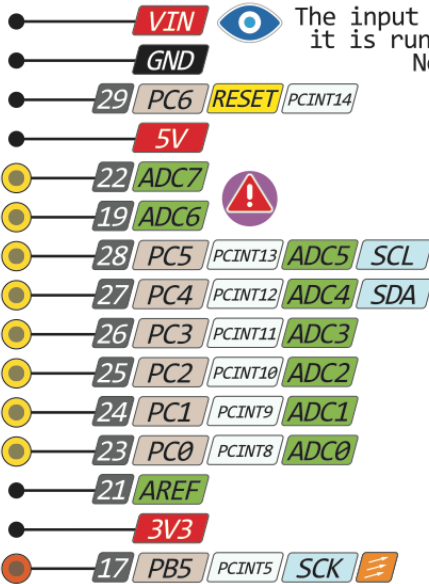 VIN The input
it is run
GND No
29 PC6 RESET PCINT14
5V
22 ADC7
19 ADC6
28 PC5 PCINT13 ADC5 SCL
27 PC4 PCINT12 ADC4 SDA
26 PC3 PCINT11 ADC3
25 PC2 PCINT10 ADC2
24 PC1 PCINT9 ADC1
23 PC0 PCINT8 ADC0
21 AREF
3V3
17 PB5 PCINT5 SCK